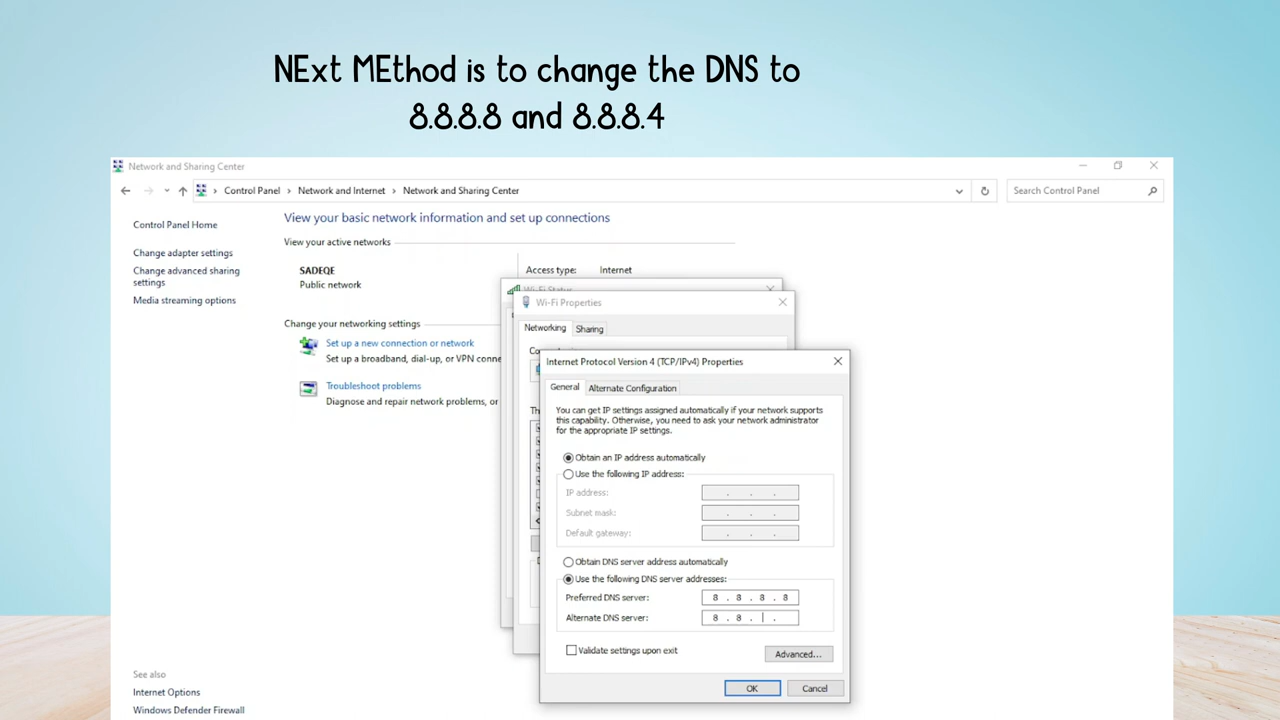 NExt MEthod is to change the DNS to
8.8.8.8 and 8.8.8.4
Network and Sharing Center
Control Panel > Network and Internet > Network and Sharing Center
Search Control Panel
Control Panel Home
Change adapter settings
Change advanced sharing
settings
Media streaming options
View your basic network information and set up connections
View your active networks
SADEQE
Public network
Access type: Internet
Change your networking settings
Set up a new connection or network
Set up a broadband, dial-up, or VPN conne
Troubleshoot problems
Diagnose and repair network problems, or
Wi-Fi Status
Wi-Fi Properties
Networking
Sharing
Internet Protocol Version 4 (TCP/IPv4) Properties
General
Alternate Configuration
You can get IP settings assigned automatically if your network supports
this capability. Otherwise, you need to ask your network administrator
for the appropriate IP settings.
Obtain an IP address automatically
Use the following IP address:
IP address: . . .
Subnet mask: . . .
Default gateway: . . .
Obtain DNS server address automatically
Use the following DNS server addresses:
Preferred DNS server: 8 . 8 . 8 . 8
Alternate DNS server: 8 . 8 . .
Validate settings upon exit
Advanced...
OK
Cancel
See also
Internet Options
Windows Defender Firewall